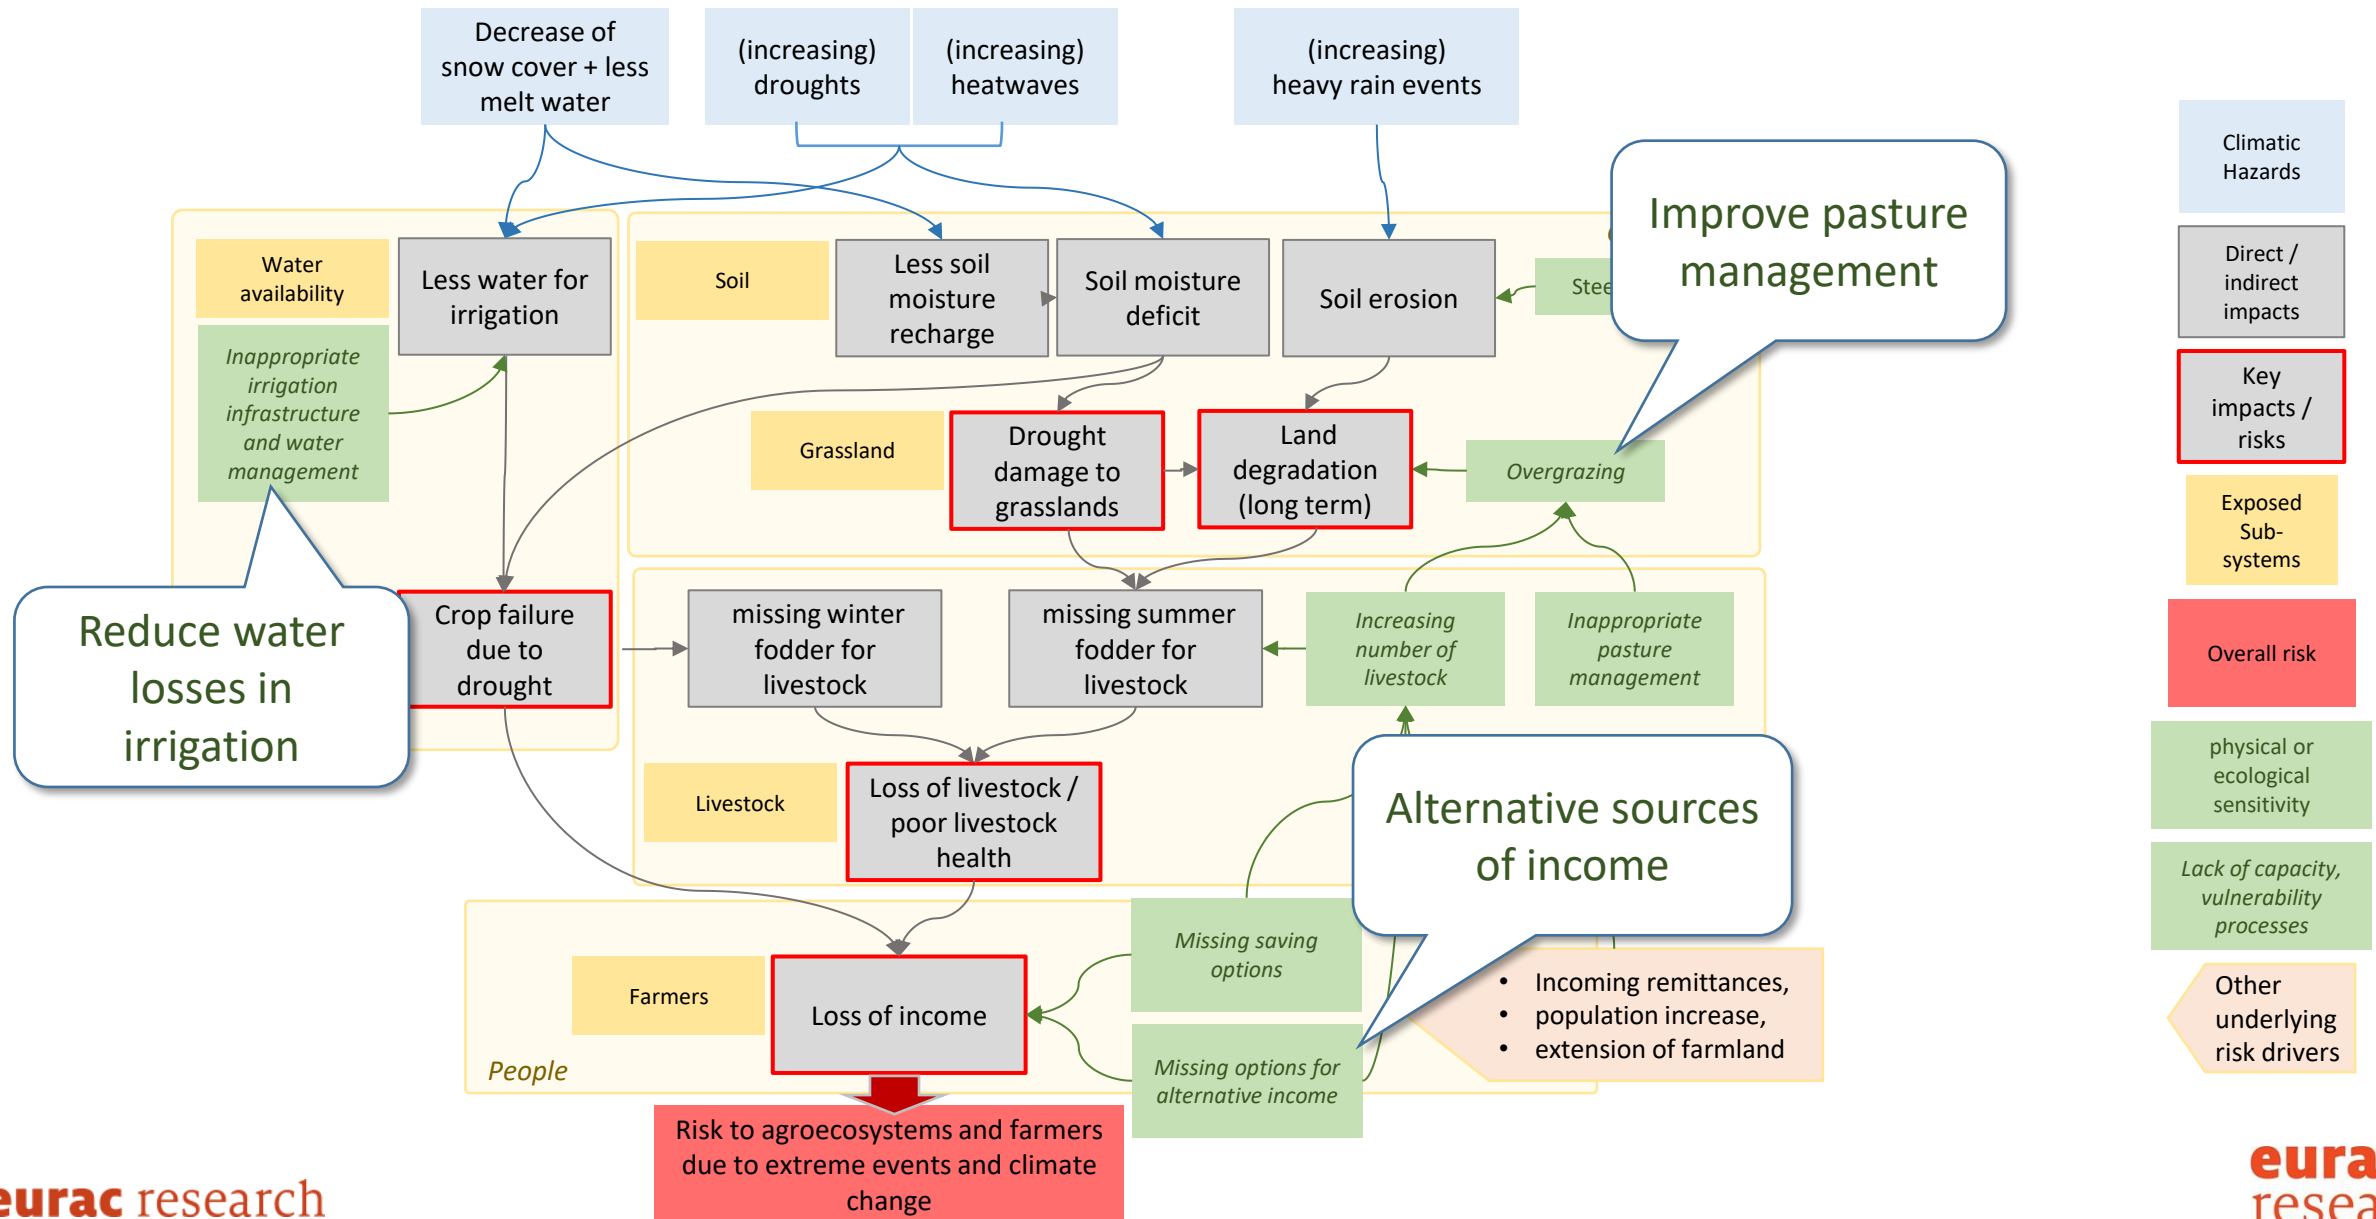 Decrease of
snow cover + less
melt water
(increasing)
droughts
(increasing)
heatwaves
(increasing)
heavy rain events
Climatic
Hazards
Direct /
indirect
impacts
Key
impacts /
risks
Exposed
Sub-
systems
Overall risk
physical or
ecological
sensitivity
Lack of capacity,
vulnerability
processes
Other
underlying
risk drivers
Water
availability
Less water for
irrigation
Inappropriate
irrigation
infrastructure
and water
management
Reduce water
losses in
irrigation
Crop failure
due to
drought
Soil
Less soil
moisture
recharge
Soil moisture
deficit
Soil erosion
Improve pasture
management
Grassland
Drought
damage to
grasslands
Land
degradation
(long term)
Overgrazing
missing winter
fodder for
livestock
missing summer
fodder for
livestock
Increasing
number of
livestock
Inappropriate
pasture
management
Livestock
Loss of livestock /
poor livestock
health
Alternative sources
of income
Farmers
Loss of income
People
Missing saving
options
Missing options for
alternative income
• Incoming remittances,
• population increase,
• extension of farmland
Risk to agroecosystems and farmers
due to extreme events and climate
change
eurac research